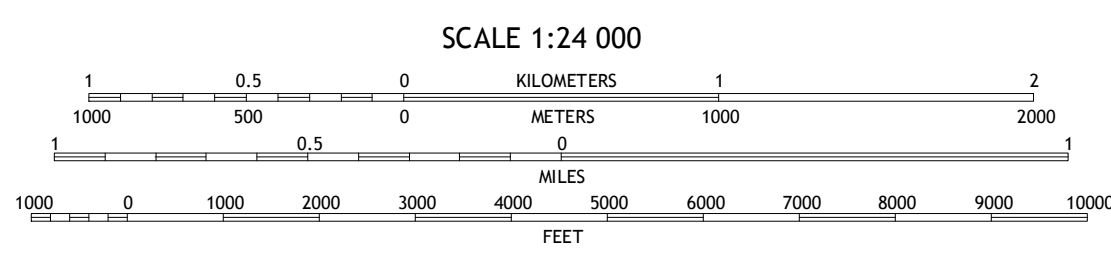 SCALE 1:24 000
1 0.5 0 KILOMETERS 1 2
1000 500 0 METERS 1000 2000
1 0.5 0 1
MILES
1000 0 1000 2000 3000 4000 5000 6000 7000 8000 9000 10000
FEET